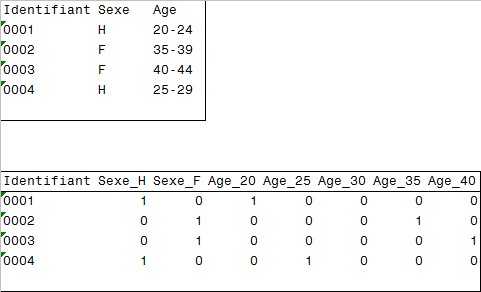 Identifiant Sexe Age
0001 H 20-24
0002 F 35-39
0003 F 40-44
0004 H 25-29
Identifiant Sexe_H Sexe_F Age_20 Age_25 Age_30 Age_35 Age_40
0001 1 0 1 0 0 0 0
0002 0 1 0 0 0 1 0
0003 0 1 0 0 0 0 1
0004 1 0 0 1 0 0 0